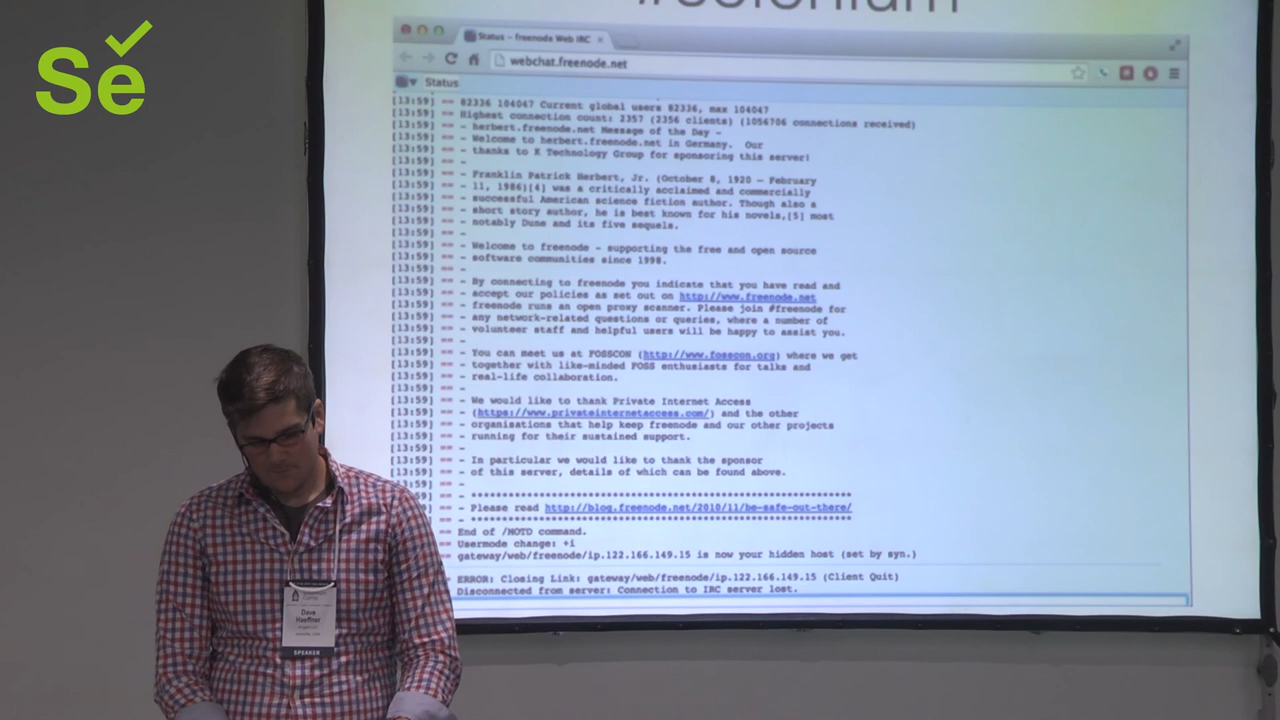 #selenium
Sé
Status – freenode Web IRC ×
webchat.freenode.net
Status
[13:59] == 82336 104047 Current global users 82336, max 104047
[13:59] == Highest connection count: 2357 (2356 clients) (1056706 connections received)
[13:59] == - herbert.freenode.net Message of the Day -
[13:59] == - Welcome to herbert.freenode.net in Germany. Our
[13:59] == - thanks to K Technology Group for sponsoring this server!
[13:59] == -
[13:59] == - Franklin Patrick Herbert, Jr. (October 8, 1920 – February
[13:59] == - 11, 1986)[4] was a critically acclaimed and commercially
[13:59] == - successful American science fiction author. Though also a
[13:59] == - short story author, he is best known for his novels,[5] most
[13:59] == - notably Dune and its five sequels.
[13:59] == -
[13:59] == - Welcome to freenode - supporting the free and open source
[13:59] == - software communities since 1998.
[13:59] == -
[13:59] == - By connecting to freenode you indicate that you have read and
[13:59] == - accept our policies as set out on http://www.freenode.net
[13:59] == - freenode runs an open proxy scanner. Please join #freenode for
[13:59] == - any network-related questions or queries, where a number of
[13:59] == - volunteer staff and helpful users will be happy to assist you.
[13:59] == -
[13:59] == - You can meet us at FOSSCON (http://www.fosscon.org) where we get
[13:59] == - together with like-minded FOSS enthusiasts for talks and
[13:59] == - real-life collaboration.
[13:59] == -
[13:59] == - We would like to thank Private Internet Access
[13:59] == - (https://www.privateinternetaccess.com/) and the other
[13:59] == - organisations that help keep freenode and our other projects
[13:59] == - running for their sustained support.
[13:59] == -
[13:59] == - In particular we would like to thank the sponsor
[13:59] == - of this server, details of which can be found above.
[13:59] == -
:59] == - **************************************************
59] == - Please read http://blog.freenode.net/2010/11/be-safe-out-there/
== - **************************************************
== End of /MOTD command.
== Usermode change: +i
== gateway/web/freenode/ip.122.166.149.15 is now your hidden host (set by syn.)
ERROR: Closing Link: gateway/web/freenode/ip.122.166.149.15 (Client Quit)
Disconnected from server: Connection to IRC server lost.
Dave
Haeffner
SPEAKER